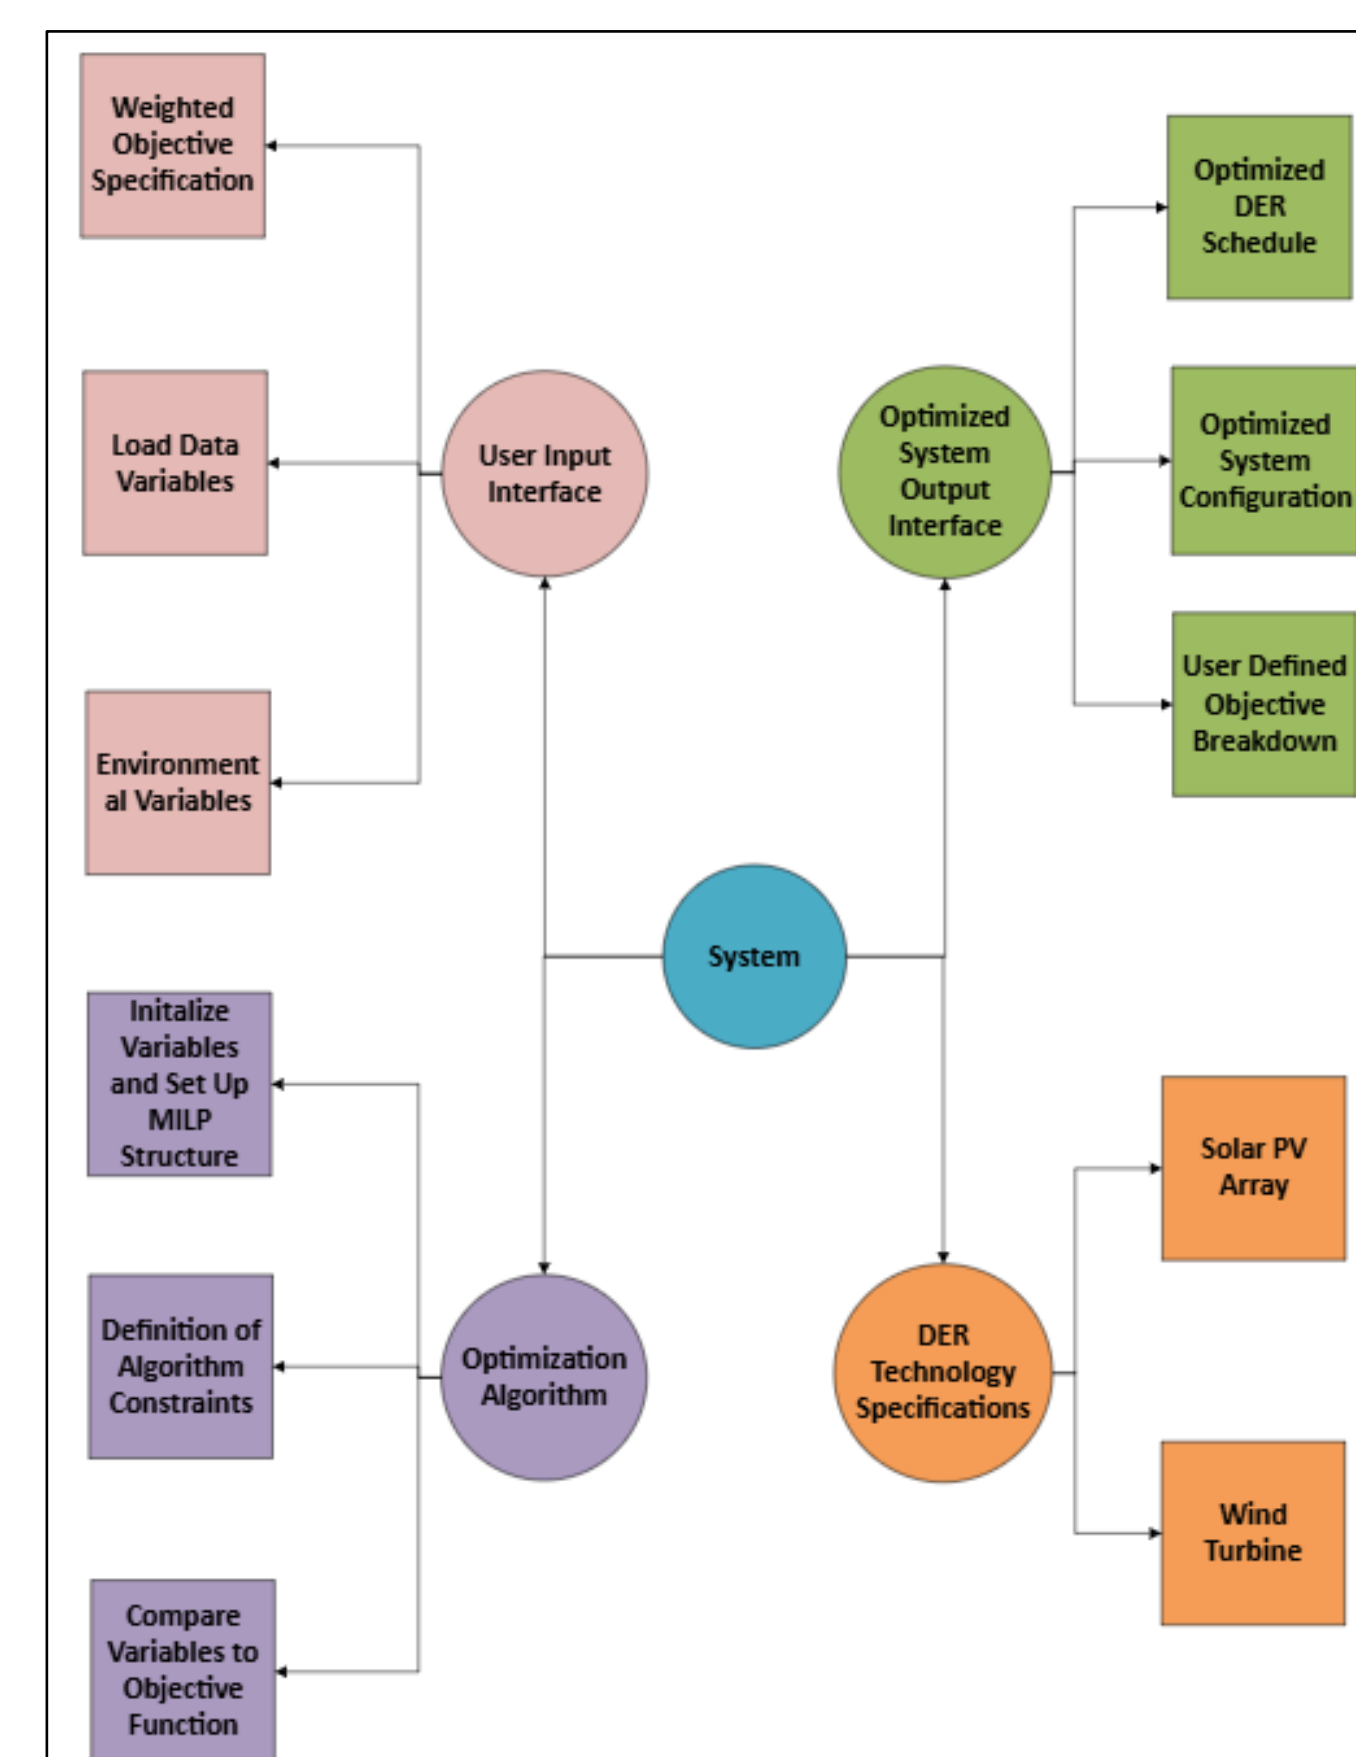 Weighted
Objective
Specification
Load Data
Variables
Environment
al Variables
User Input
Interface
Optimized
System
Output
Interface
Optimized
DER
Schedule
Optimized
System
Configuration
User Defined
Objective
Breakdown
System
Initalize
Variables
and Set Up
MILP
Structure
Definition of
Algorithm
Constraints
Compare
Variables to
Objective
Function
Optimization
Algorithm
DER
Technology
Specifications
Solar PV
Array
Wind
Turbine